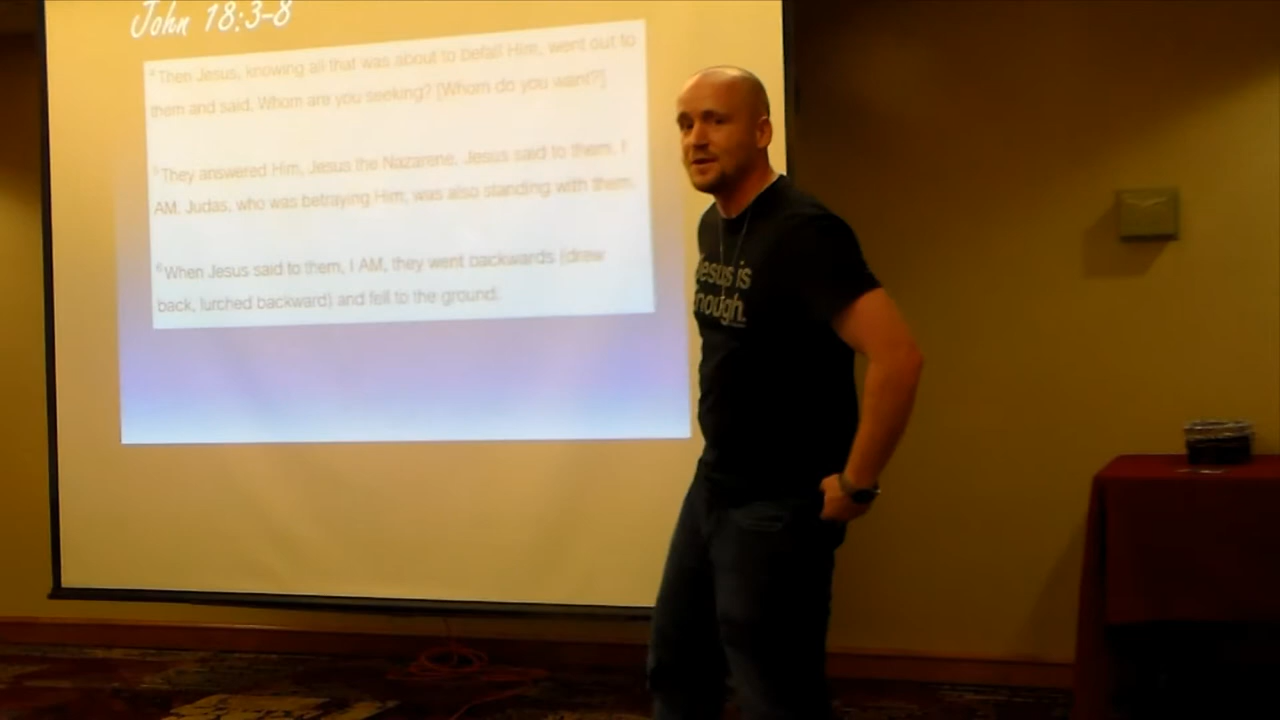 John 18:3-8
4 Then Jesus, knowing all that was about to befall Him, went out to
them and said, Whom are you seeking? [Whom do you want?]
5 They answered Him, Jesus the Nazarene. Jesus said to them, I
AM. Judas, who was betraying Him, was also standing with them.
6 When Jesus said to them, I AM, they went backwards (drew
back, lurched backward) and fell to the ground.
Jesus is
enough.